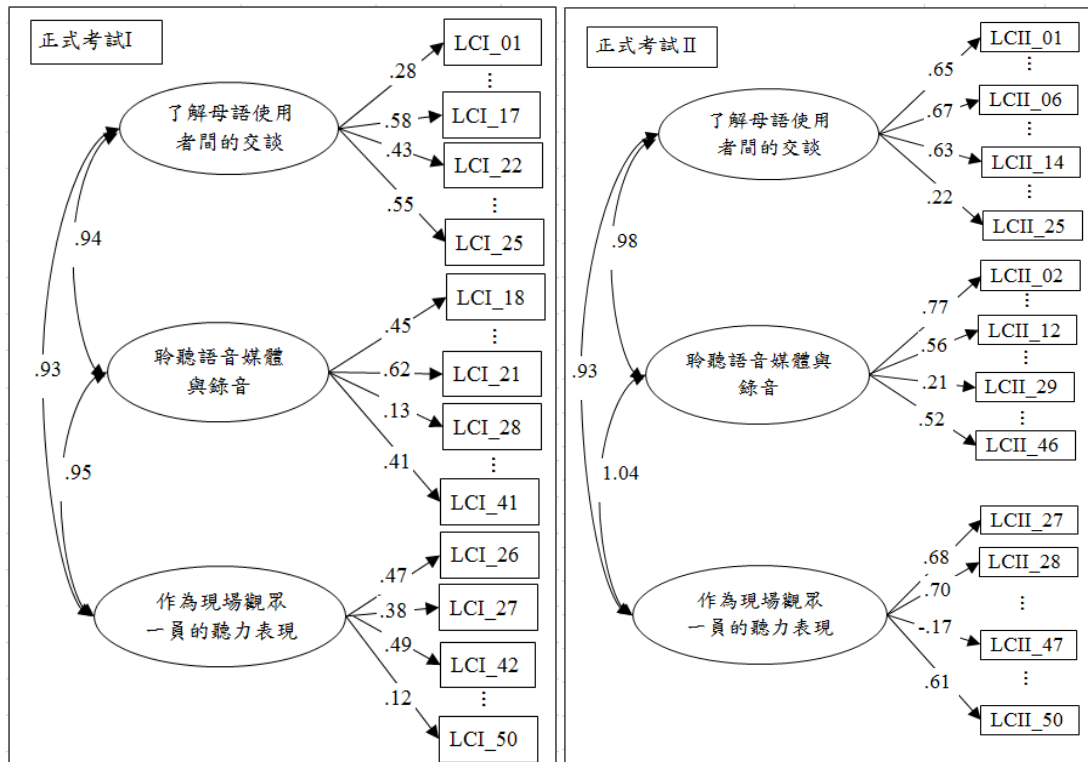 正式考試I
了解母語使用
者間的交談
聆聽語音媒體
與錄音
作為現場觀眾
一員的聽力表現
.94
.93
.95
.28
.58
.43
.55
.45
.62
.13
.41
.47
.38
.49
.12
LCI_01
⋮
LCI_17
LCI_22
⋮
LCI_25
LCI_18
⋮
LCI_21
LCI_28
⋮
LCI_41
LCI_26
LCI_27
LCI_42
⋮
LCI_50
正式考試Ⅱ
了解母語使用
者間的交談
聆聽語音媒體與
錄音
作為現場觀眾
一員的聽力表現
.98
.93
1.04
.65
.67
.63
.22
.77
.56
.21
.52
.68
.70
-.17
.61
LCII_01
⋮
LCII_06
⋮
LCII_14
⋮
LCII_25
LCII_02
⋮
LCII_12
⋮
LCII_29
⋮
LCII_46
LCII_27
LCII_28
⋮
LCII_47
⋮
LCII_50